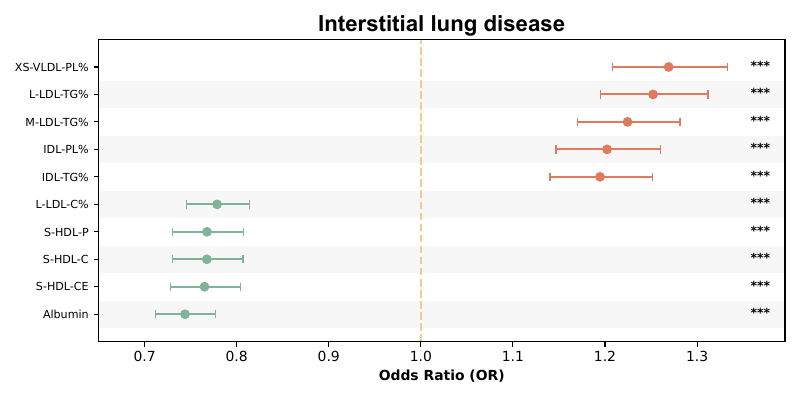 Interstitial lung disease
XS-VLDL-PL% ***
L-LDL-TG% ***
M-LDL-TG% ***
IDL-PL% ***
IDL-TG% ***
L-LDL-C% ***
S-HDL-P ***
S-HDL-C ***
S-HDL-CE ***
Albumin ***
0.7 0.8 0.9 1.0 1.1 1.2 1.3
Odds Ratio (OR)